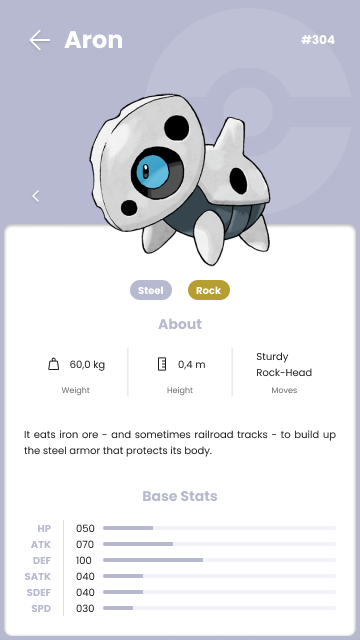 Aron
#304
Steel Rock
About
60,0 kg 0,4 m Sturdy
Rock-Head
Weight Height Moves
It eats iron ore - and sometimes railroad tracks - to build up
the steel armor that protects its body.
Base Stats
HP 050
ATK 070
DEF 100
SATK 040
SDEF 040
SPD 030